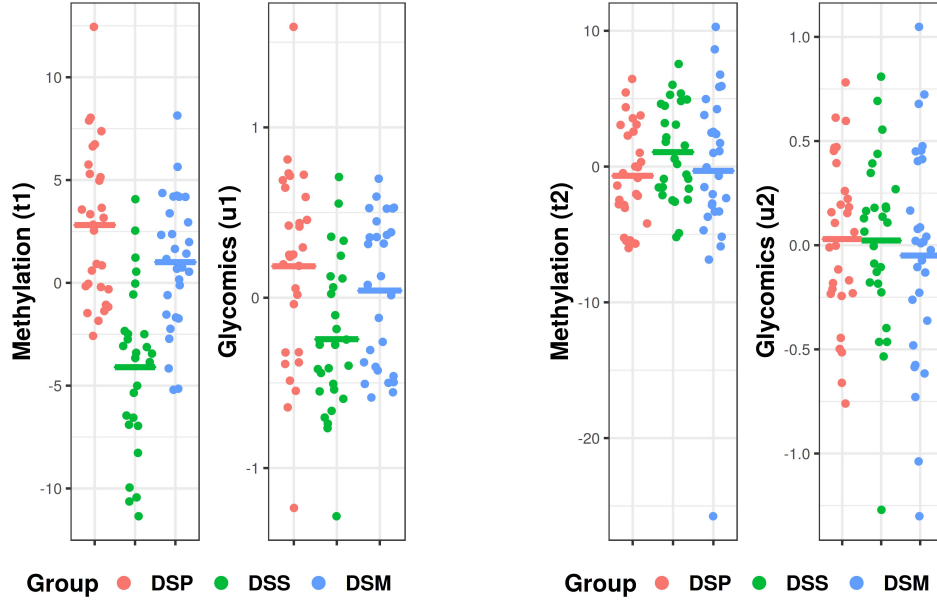 Methylation (t1)
10
5
0
-5
-10
Glycomics (u1)
1
0
-1
Methylation (t2)
10
0
-10
-20
Glycomics (u2)
1.0
0.5
0.0
-0.5
-1.0
Group DSP DSS DSM
Group DSP DSS DSM